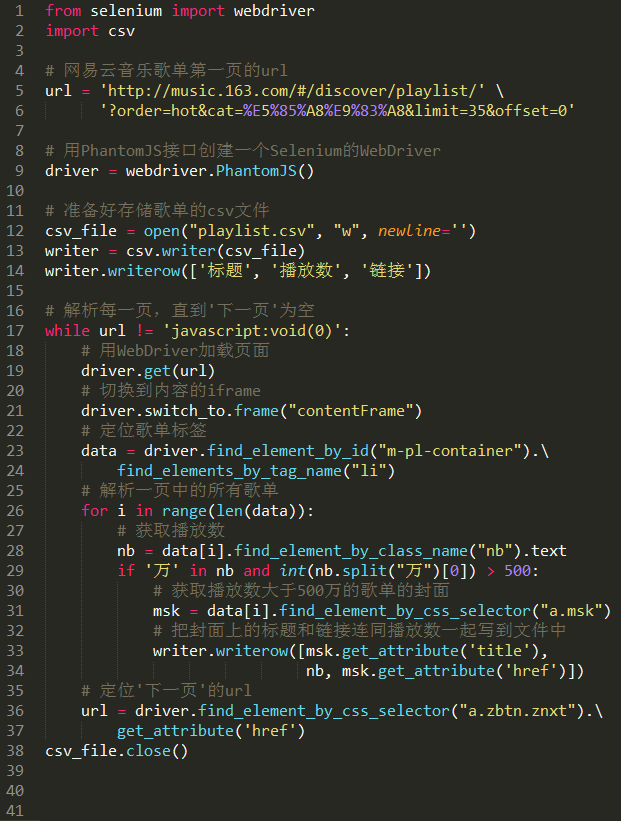 1 from selenium import webdriver
2 import csv
3
4 # 网易云音乐歌单第一页的url
5 url = 'http://music.163.com/#/discover/playlist/' \
6       '?order=hot&cat=%E5%85%A8%E9%83%A8&limit=35&offset=0'
7
8 # 用PhantomJS接口创建一个Selenium的WebDriver
9 driver = webdriver.PhantomJS()
10
11 # 准备好存储歌单的csv文件
12 csv_file = open("playlist.csv", "w", newline='')
13 writer = csv.writer(csv_file)
14 writer.writerow(['标题', '播放数', '链接'])
15
16 # 解析每一页，直到'下一页'为空
17 while url != 'javascript:void(0)':
18     # 用WebDriver加载页面
19     driver.get(url)
20     # 切换到内容的iframe
21     driver.switch_to.frame("contentFrame")
22     # 定位歌单标签
23     data = driver.find_element_by_id("m-pl-container").\
24         find_elements_by_tag_name("li")
25     # 解析一页中的所有歌单
26     for i in range(len(data)):
27         # 获取播放数
28         nb = data[i].find_element_by_class_name("nb").text
29         if '万' in nb and int(nb.split("万")[0]) > 500:
30             # 获取播放数大于500万的歌单的封面
31             msk = data[i].find_element_by_css_selector("a.msk")
32             # 把封面上的标题和链接连同播放数一起写到文件中
33             writer.writerow([msk.get_attribute('title'),
34                              nb, msk.get_attribute('href')])
35     # 定位'下一页'的url
36     url = driver.find_element_by_css_selector("a.zbtn.znxt").\
37         get_attribute('href')
38 csv_file.close()
39
40
41